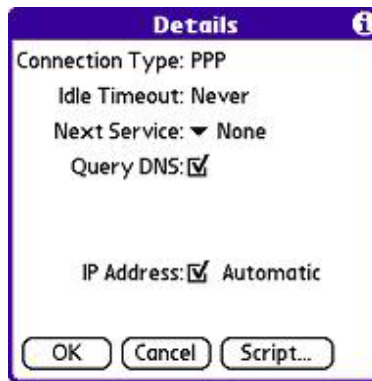 Details
Connection Type: PPP
Idle Timeout: Never
Next Service: None
Query DNS:
IP Address: Automatic
OK Cancel Script...